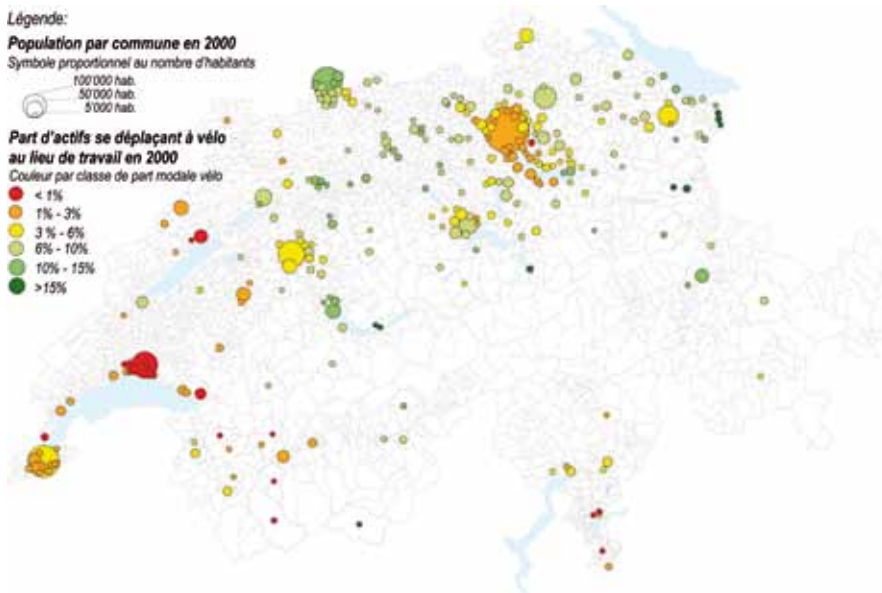 Légende:
Population par commune en 2000
Symbole proportionnel au nombre d'habitants
100'000 hab.
50'000 hab.
5'000 hab.
Part d'actifs se déplaçant à vélo
au lieu de travail en 2000
Couleur par classe de part modale vélo
< 1%
1% - 3%
3 % - 6%
6% - 10%
10% - 15%
>15%